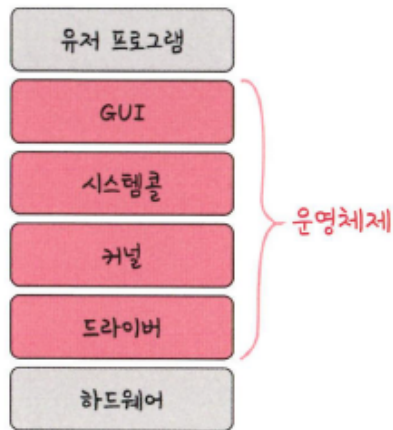 유저 프로그램
GUI
시스템콜
커널
드라이버
하드웨어
운영체제